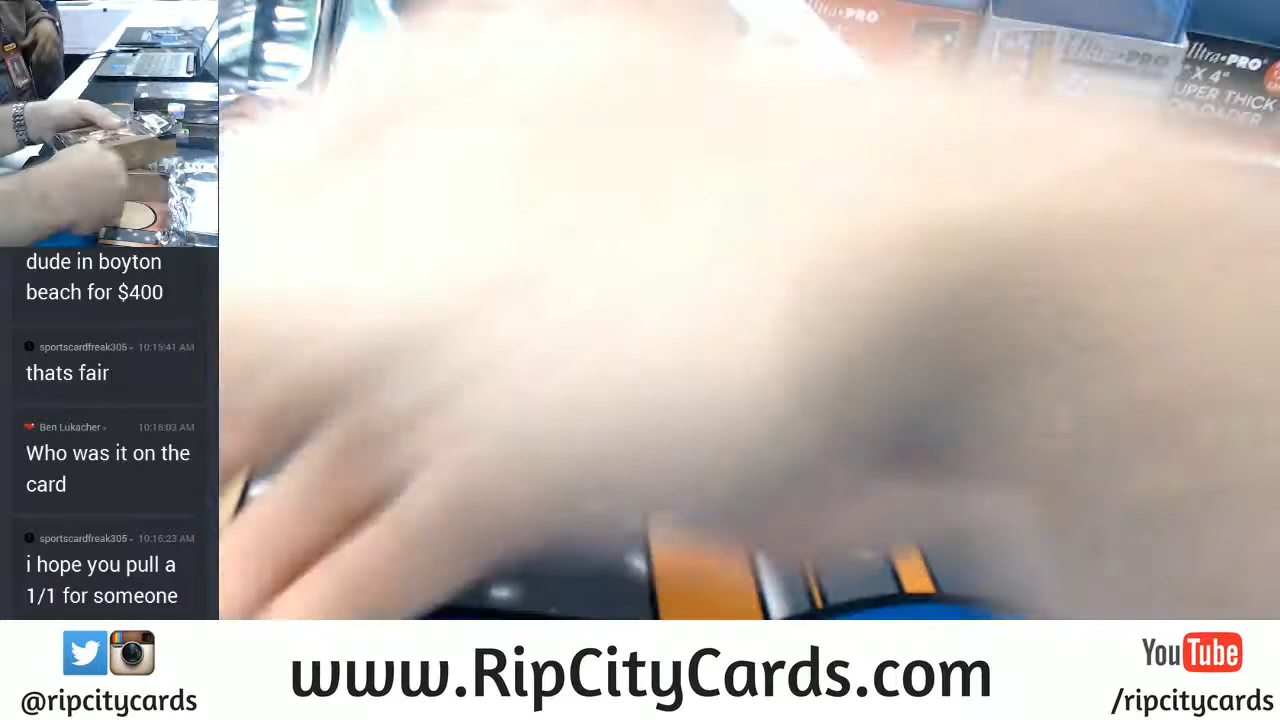 ltra•PRO
Ultra•PRO
Ultra•PRO
" X 4"
UPER THICK
dude in boyton
beach for $400
sportscardfreak305 - 10:15:41 AM
thats fair
Ben Lukacher - 10:16:03 AM
Who was it on the
card
sportscardfreak305 - 10:16:23 AM
i hope you pull a
1/1 for someone
@ripcitycards
www.RipCityCards.com
YouTube
/ripcitycards